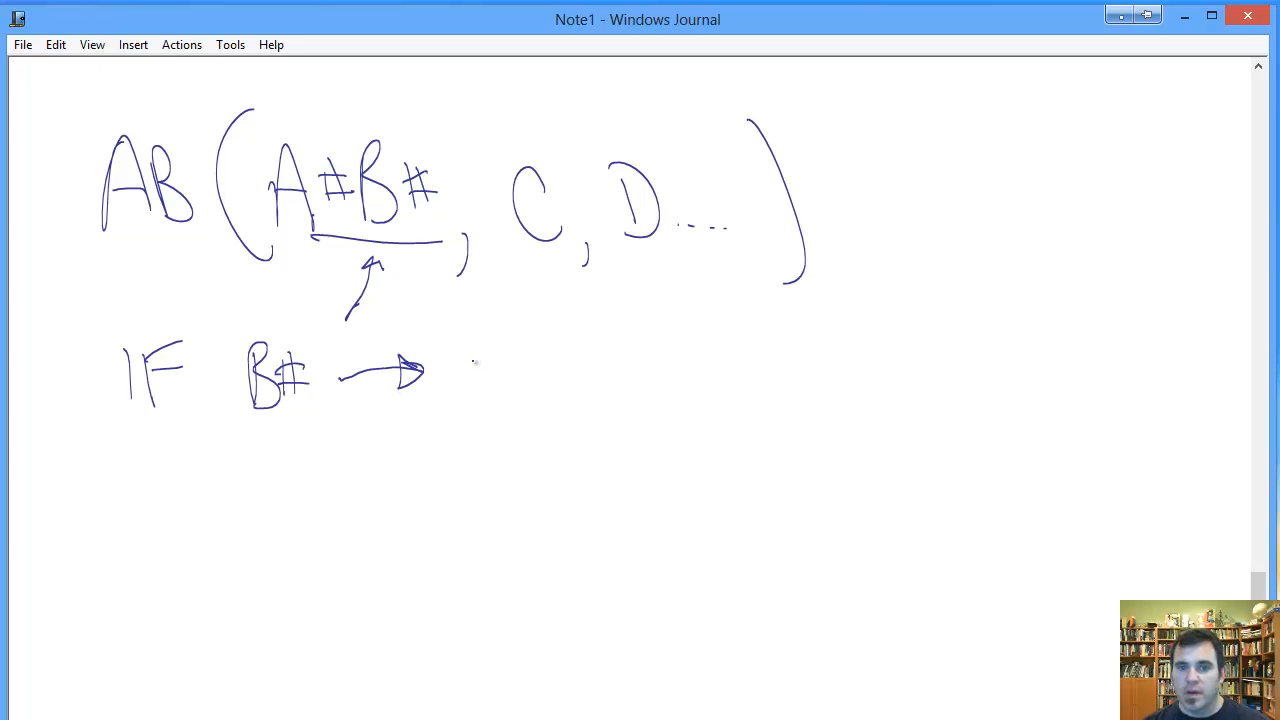 Note1 - Windows Journal
File Edit View Insert Actions Tools Help
AB (A#B#, C, D....)
IF B# →